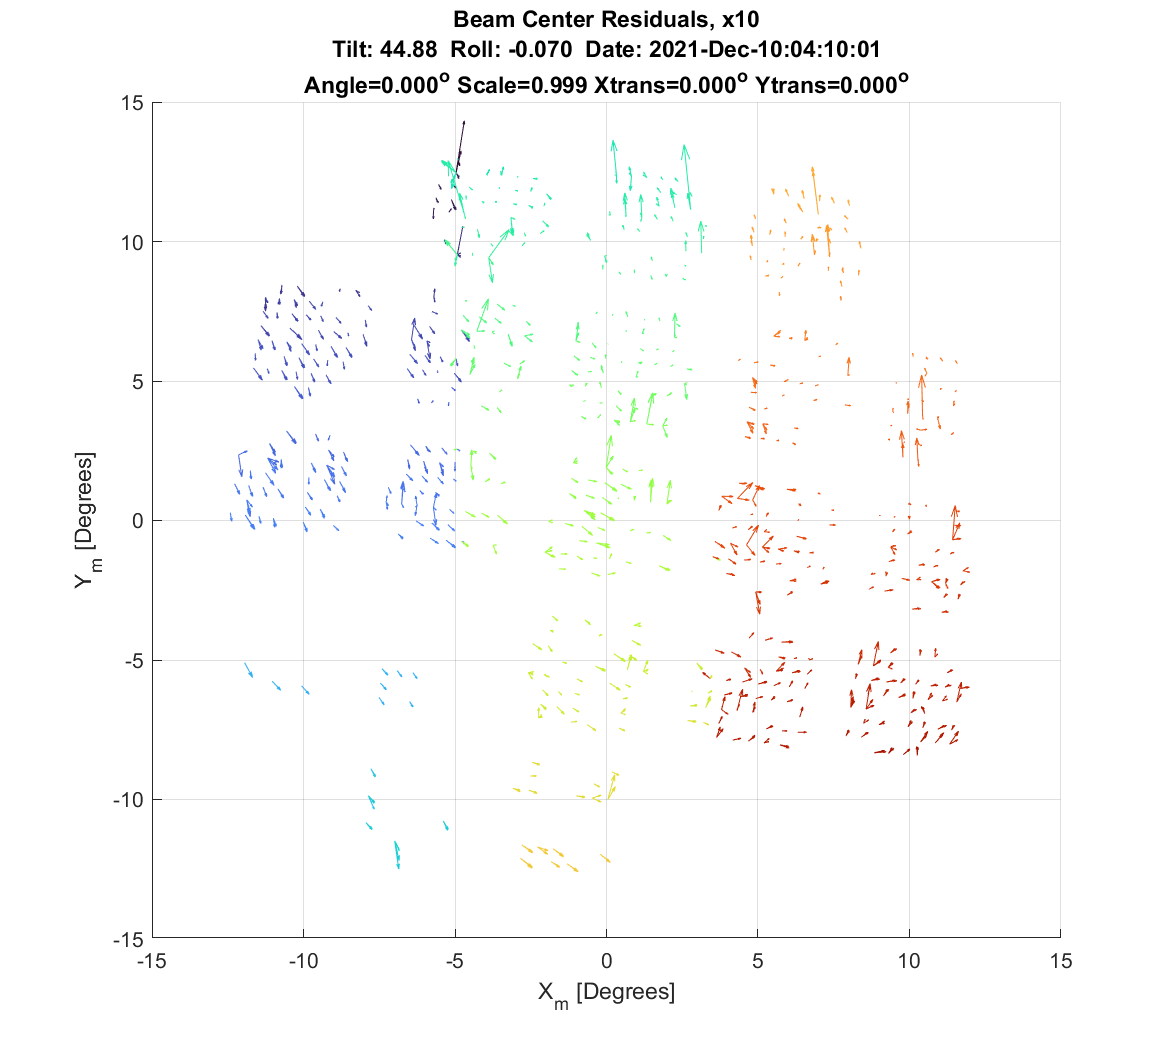 Beam Center Residuals, x10
Tilt: 44.88 Roll: -0.070 Date: 2021-Dec-10:04:10:01
Angle=0.000° Scale=0.999 Xtrans=0.000° Ytrans=0.000°
15
10
5
0
-5
-10
-15
Y_m [Degrees]
-15 -10 -5 0 5 10 15
X_m [Degrees]